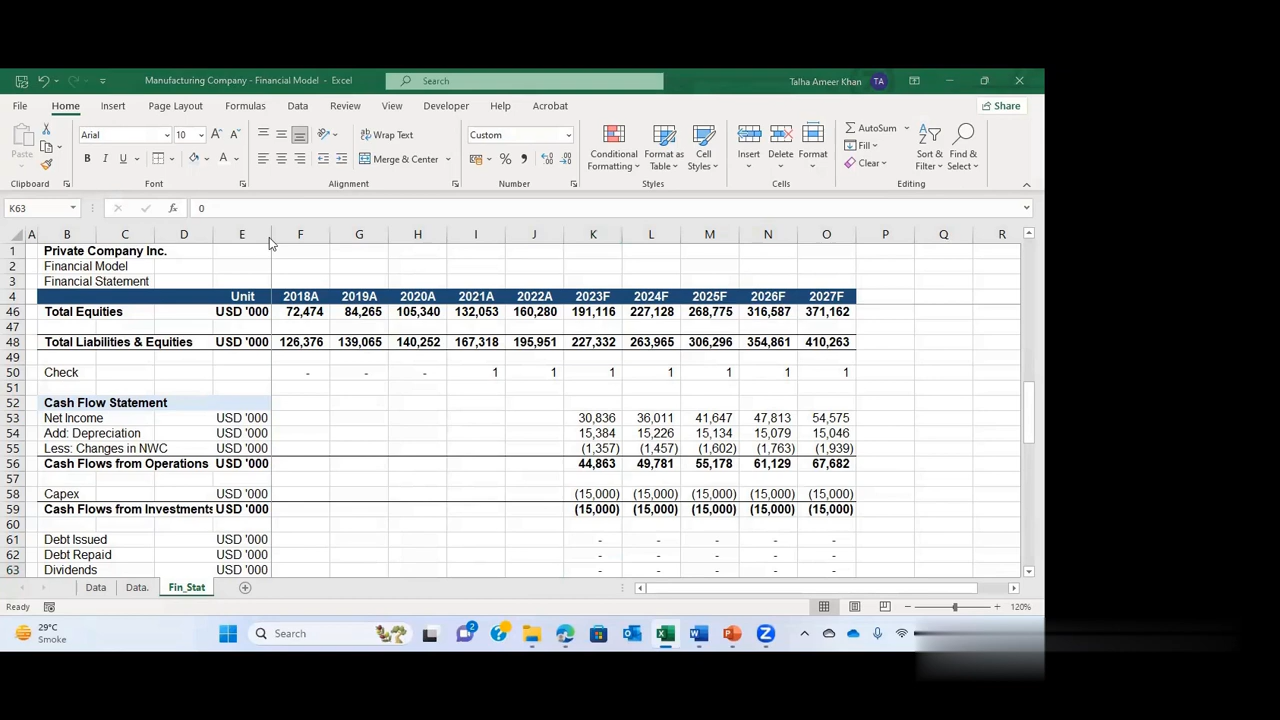 Manufacturing Company - Financial Model - Excel Search Talha Ameer Khan TA
File Home Insert Page Layout Formulas Data Review View Developer Help Acrobat Share
Paste Arial 10 Wrap Text Custom Conditional Formatting Format as Table Cell Styles Insert Delete Format AutoSum Sort & Filter Find & Select
B I U A Merge & Center % Fill Clear
Clipboard Font Alignment Number Styles Cells Editing
K63 fx 0
A B C D E F G H I J K L M N O P Q R
1 Private Company Inc.
2 Financial Model
3 Financial Statement
4 Unit 2018A 2019A 2020A 2021A 2022A 2023F 2024F 2025F 2026F 2027F
46 Total Equities USD '000 72,474 84,265 105,340 132,053 160,280 191,116 227,128 268,775 316,587 371,162
47
48 Total Liabilities & Equities USD '000 126,376 139,065 140,252 167,318 195,951 227,332 263,965 306,296 354,861 410,263
49
50 Check - - - 1 1 1 1 1 1 1
51
52 Cash Flow Statement
53 Net Income USD '000 30,836 36,011 41,647 47,813 54,575
54 Add: Depreciation USD '000 15,384 15,226 15,134 15,079 15,046
55 Less: Changes in NWC USD '000 (1,357) (1,457) (1,602) (1,763) (1,939)
56 Cash Flows from Operations USD '000 44,863 49,781 55,178 61,129 67,682
57
58 Capex USD '000 (15,000) (15,000) (15,000) (15,000) (15,000)
59 Cash Flows from Investments USD '000 (15,000) (15,000) (15,000) (15,000) (15,000)
60
61 Debt Issued USD '000 - - - - -
62 Debt Repaid USD '000 - - - - -
63 Dividends USD '000 - - - - -
Data Data. Fin_Stat
Ready 120%
29°C
Smoke
Search
2